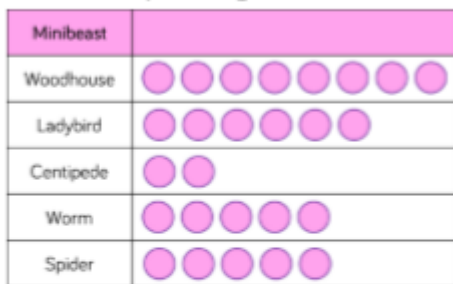 Minibeast
Woodhouse
Ladybird
Centipede
Worm
Spider